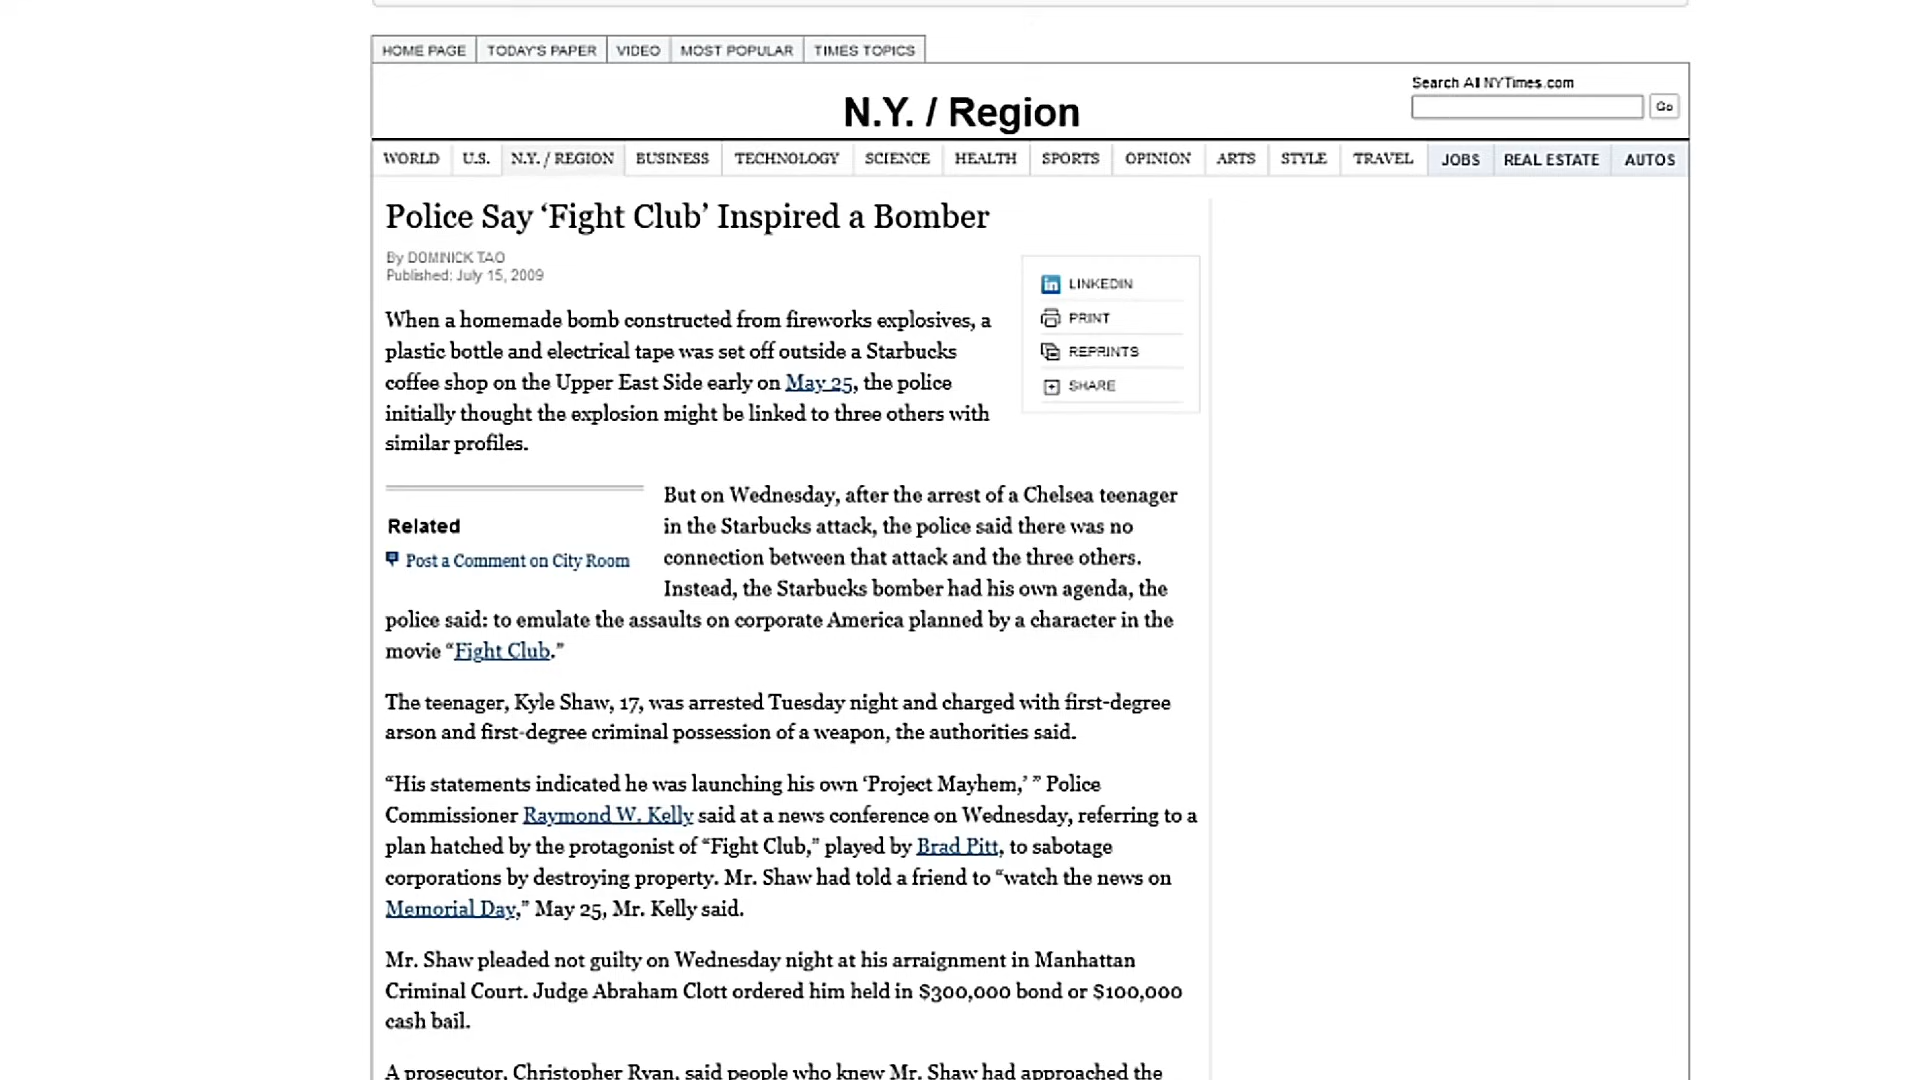 HOME PAGE TODAY'S PAPER VIDEO MOST POPULAR TIMES TOPICS
Search All NYTimes.com
N.Y. / Region
Go
WORLD U.S. N.Y. / REGION BUSINESS TECHNOLOGY SCIENCE HEALTH SPORTS OPINION ARTS STYLE TRAVEL JOBS REAL ESTATE AUTOS
Police Say ‘Fight Club’ Inspired a Bomber
By DOMINICK TAO
Published: July 15, 2009
LINKEDIN
PRINT
REPRINTS
SHARE
When a homemade bomb constructed from fireworks explosives, a
plastic bottle and electrical tape was set off outside a Starbucks
coffee shop on the Upper East Side early on May 25, the police
initially thought the explosion might be linked to three others with
similar profiles.
Related
Post a Comment on City Room
But on Wednesday, after the arrest of a Chelsea teenager
in the Starbucks attack, the police said there was no
connection between that attack and the three others.
Instead, the Starbucks bomber had his own agenda, the
police said: to emulate the assaults on corporate America planned by a character in the
movie “Fight Club.”
The teenager, Kyle Shaw, 17, was arrested Tuesday night and charged with first-degree
arson and first-degree criminal possession of a weapon, the authorities said.
“His statements indicated he was launching his own ‘Project Mayhem,’ ” Police
Commissioner Raymond W. Kelly said at a news conference on Wednesday, referring to a
plan hatched by the protagonist of “Fight Club,” played by Brad Pitt, to sabotage
corporations by destroying property. Mr. Shaw had told a friend to “watch the news on
Memorial Day,” May 25, Mr. Kelly said.
Mr. Shaw pleaded not guilty on Wednesday night at his arraignment in Manhattan
Criminal Court. Judge Abraham Clott ordered him held in $300,000 bond or $100,000
cash bail.
A prosecutor, Christopher Ryan, said people who knew Mr. Shaw had approached the